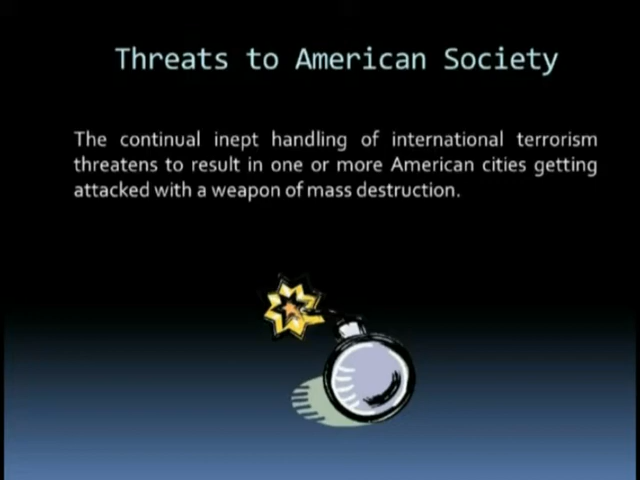 Threats to American Society
The continual inept handling of international terrorism
threatens to result in one or more American cities getting
attacked with a weapon of mass destruction.